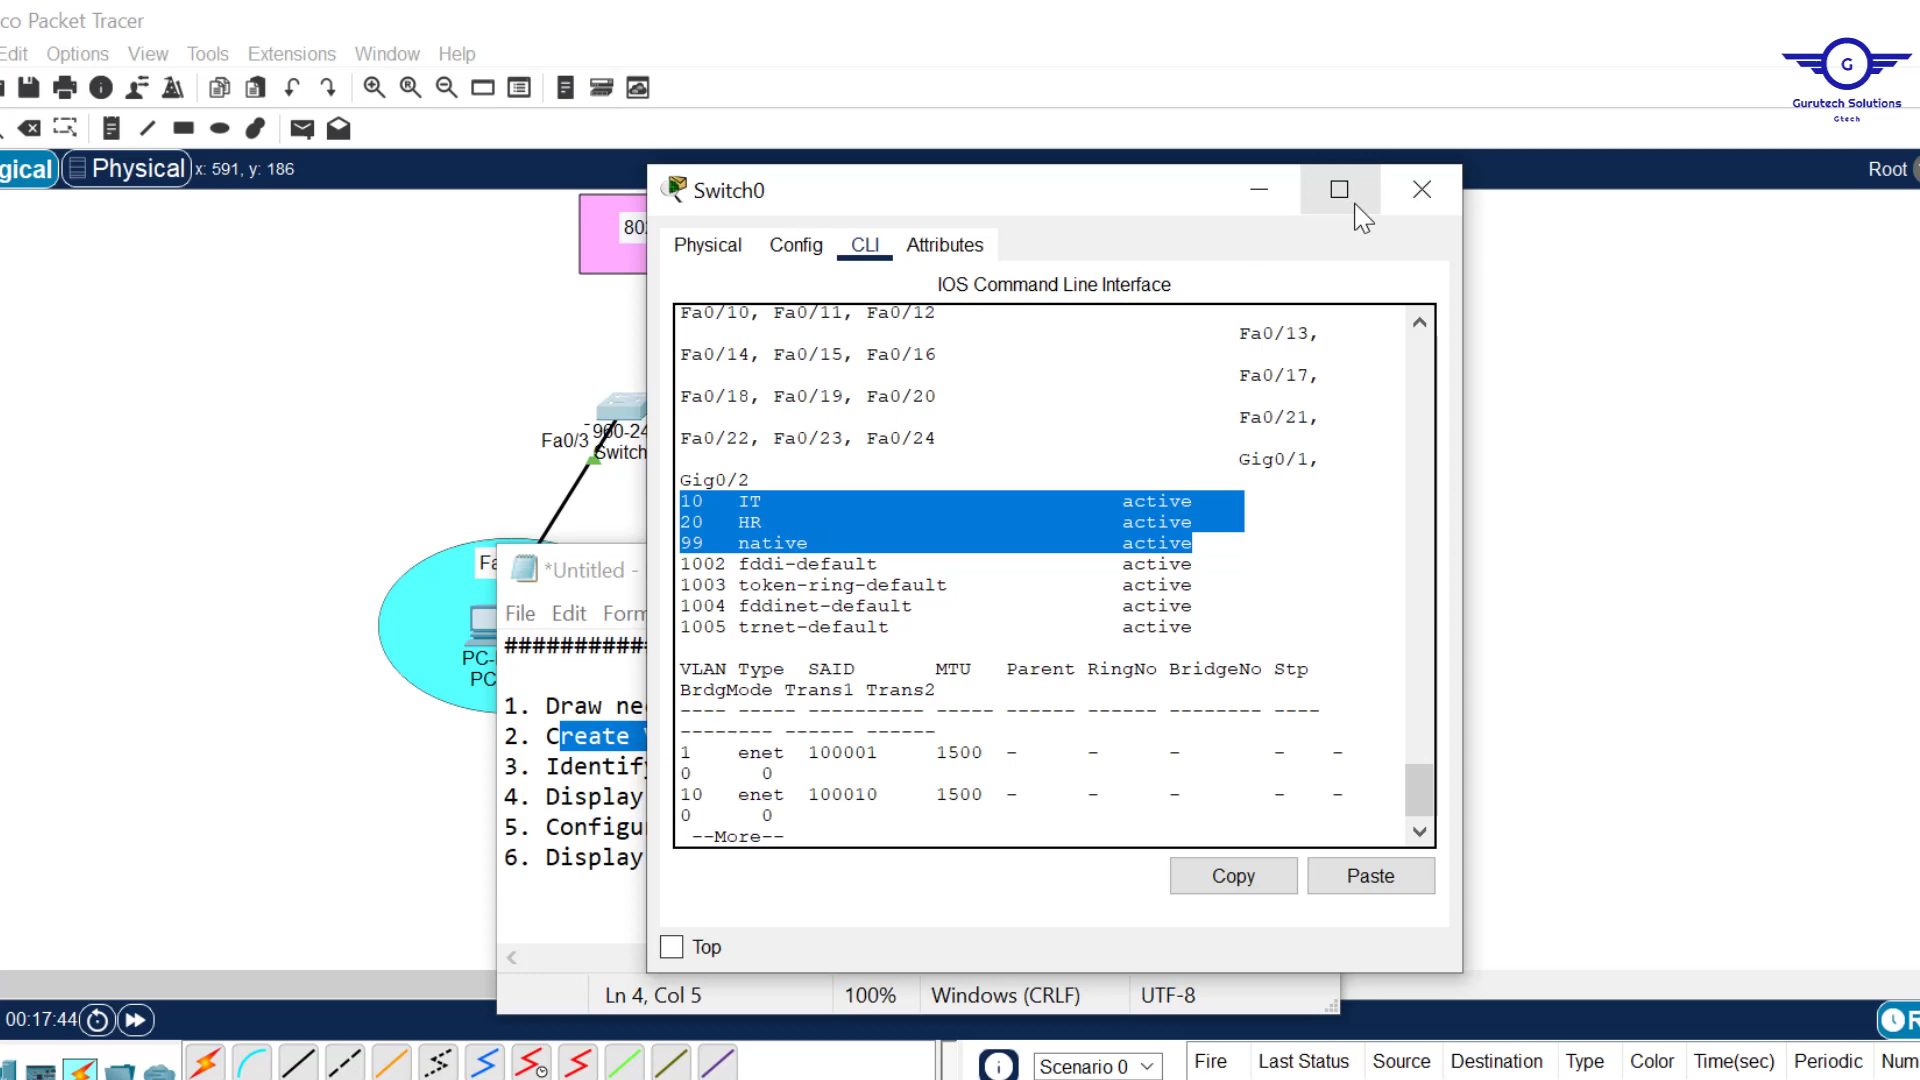 co Packet Tracer
Edit Options View Tools Extensions Window Help
G
Gurutech Solutions
Gtech
gical Physical x: 591, y: 186
Root
Switch0
Physical Config CLI Attributes
IOS Command Line Interface
Fa0/10, Fa0/11, Fa0/12
Fa0/13,
Fa0/14, Fa0/15, Fa0/16
Fa0/17,
Fa0/18, Fa0/19, Fa0/20
Fa0/21,
Fa0/22, Fa0/23, Fa0/24
Gig0/1,
Gig0/2
10 IT active
20 HR active
99 native active
1002 fddi-default active
1003 token-ring-default active
1004 fddinet-default active
1005 trnet-default active
VLAN Type SAID MTU Parent RingNo BridgeNo Stp
BrdgMode Trans1 Trans2
---- ----- ---------- ----- ------ ------ -------- ----
-------- ------ ------
1 enet 100001 1500 - - - - -
0 0
10 enet 100010 1500 - - - - -
0 0
--More--
Copy Paste
Top
802
Fa0/3
960-24
Switch
Fa
PC-
PC
*Untitled -
File Edit Form
###########
1. Draw ne
2. Create
3. Identify
4. Display
5. Configu
6. Display
Ln 4, Col 5 100% Windows (CRLF) UTF-8
00:17:44
R
Scenario 0
Fire Last Status Source Destination Type Color Time(sec) Periodic Num